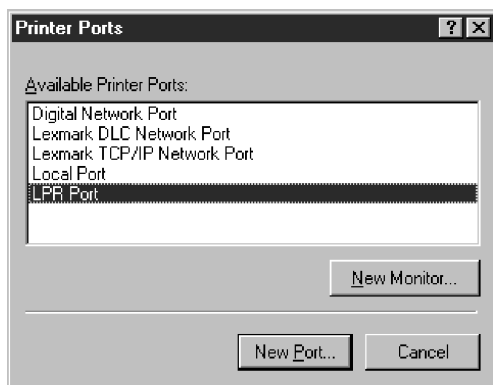 Printer Ports
Available Printer Ports:
Digital Network Port
Lexmark DLC Network Port
Lexmark TCP/IP Network Port
Local Port
LPR Port
New Monitor...
New Port...
Cancel